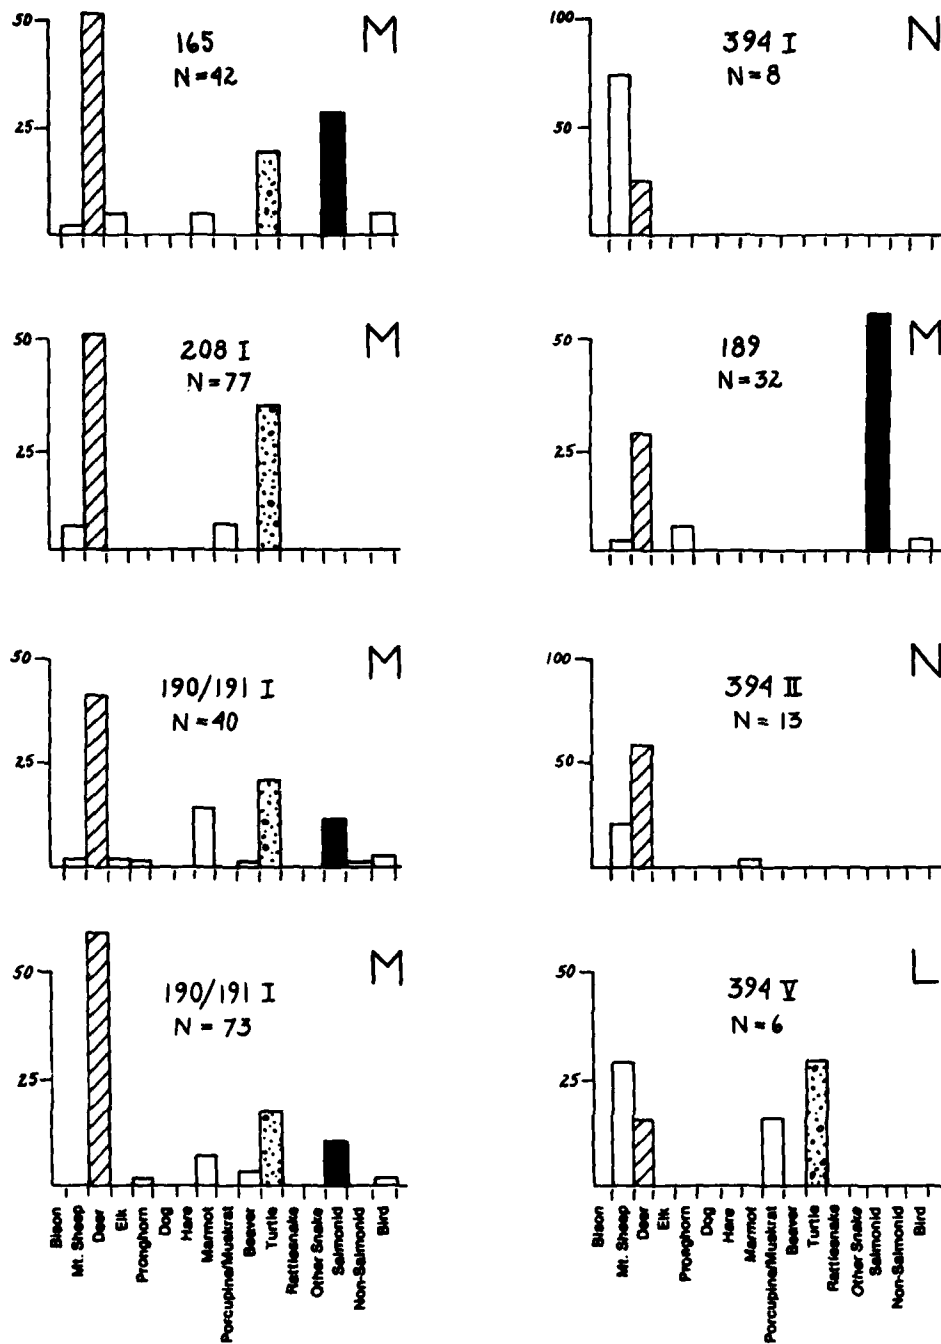 50
25
165
N=42
M
100
50
394 I
N=8
N
50
25
208 I
N=77
M
50
25
189
N=32
M
50
25
190/191 I
N=40
M
100
50
394 II
N=13
N
50
25
190/191 I
N=73
M
50
25
394 V
N=6
L
Bison
Mt. Sheep
Deer
Elk
Pronghorn
Dog
Hare
Marmot
Porcupine/Muskrat
Beaver
Turtle
Rattlesnake
Other Snake
Salmonid
Non-Salmonid
Bird
Bison
Mt. Sheep
Deer
Elk
Pronghorn
Dog
Hare
Marmot
Porcupine/Muskrat
Beaver
Turtle
Rattlesnake
Other Snake
Salmonid
Non-Salmonid
Bird